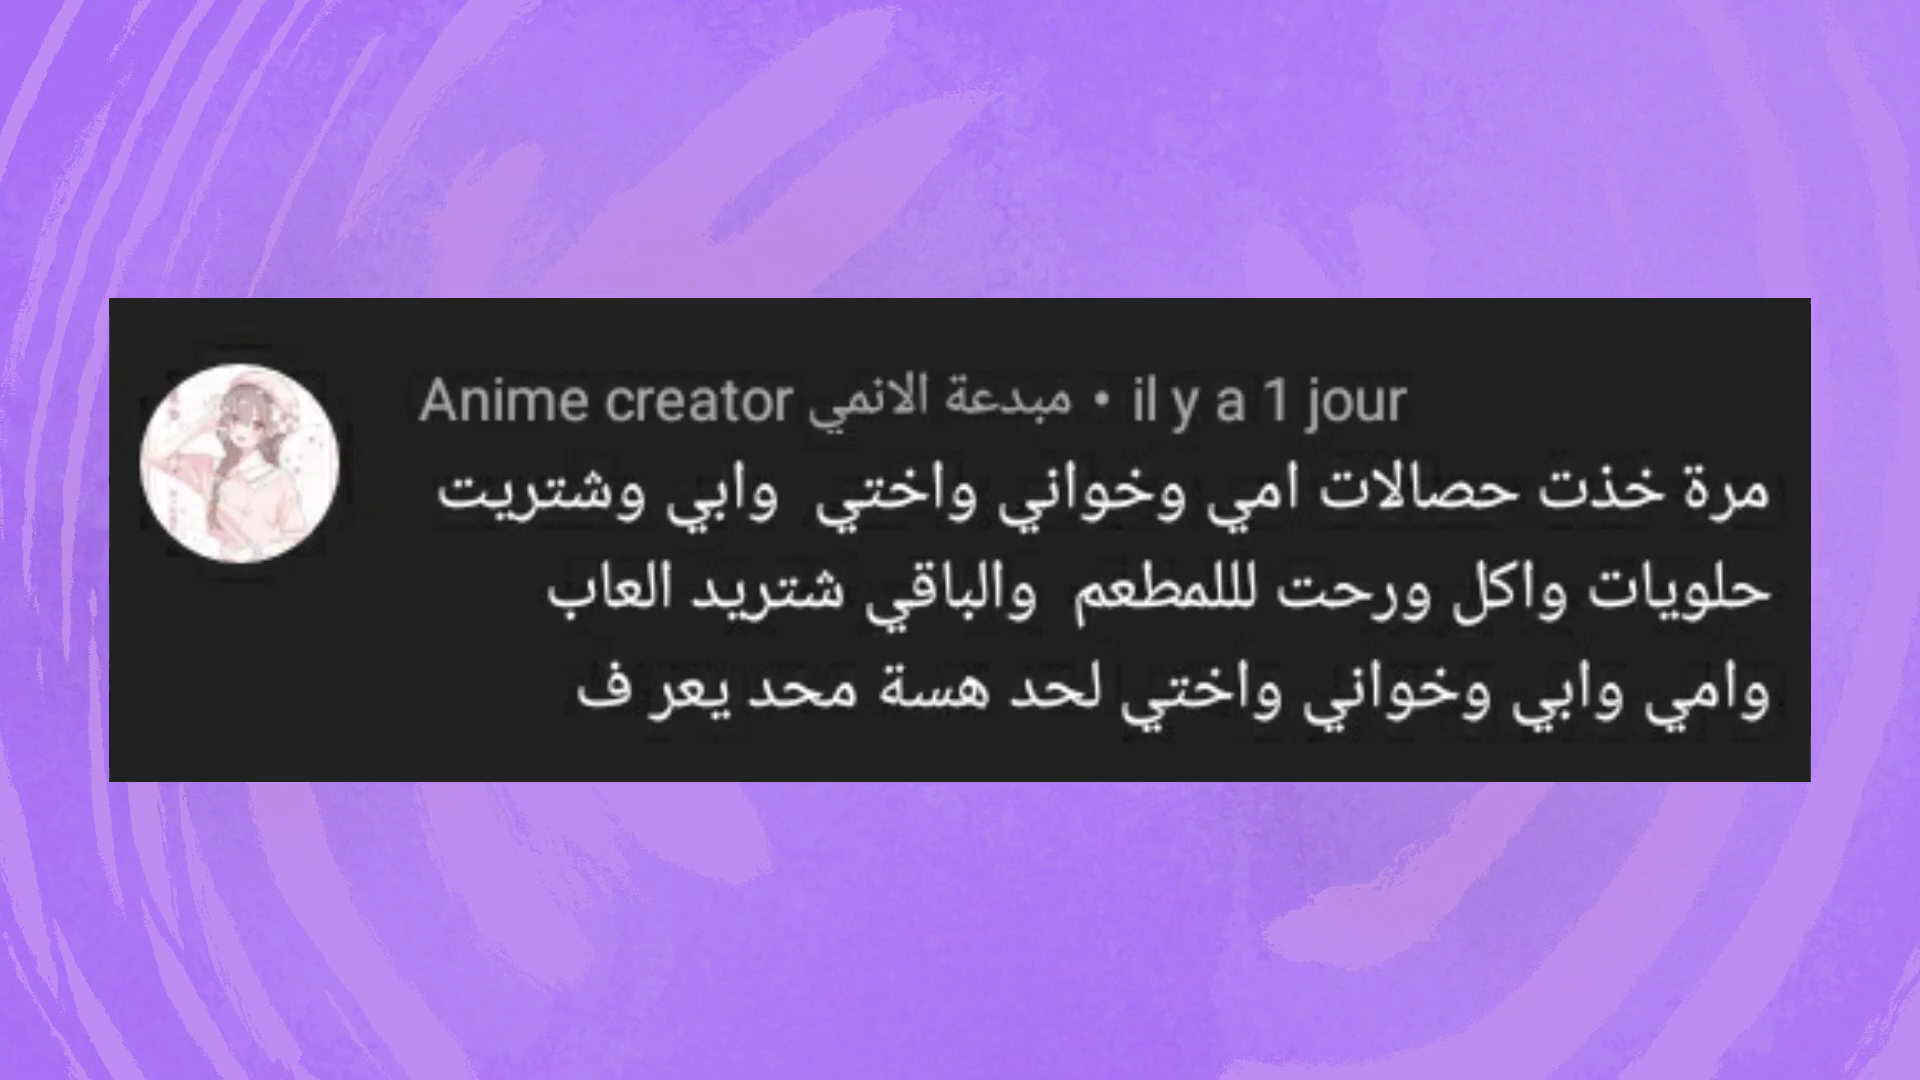 Anime creator مبدعة الانمي • il y a 1 jour
مرة خذت حصالات امي وخواني واختي وابي وشتريت
حلويات واكل ورحت لللمطعم والباقي شتريد العاب
وامي وابي وخواني واختي لحد هسة محد يعر ف